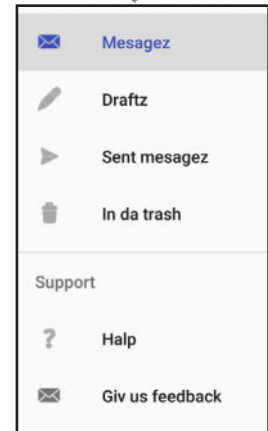 Mesagez
Draftz
Sent mesagez
In da trash
Support
Halp
Giv us feedback